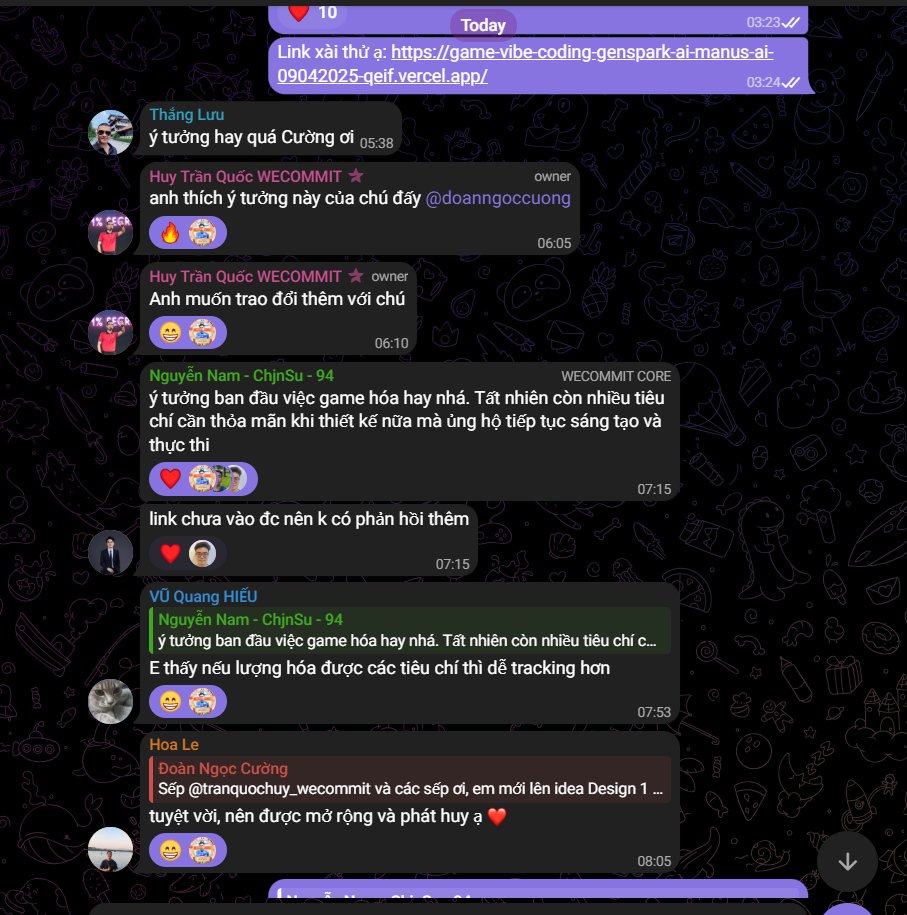 10
03:23
Today
Link xài thử ạ: https://game-vibe-coding-genspark-ai-manus-ai-
09042025-qeif.vercel.app/
03:24
Thắng Lưu
ý tưởng hay quá Cường ơi 05:38
Huy Trần Quốc WECOMMIT owner
anh thích ý tưởng này của chú đấy @doanngoccuong
06:05
Huy Trần Quốc WECOMMIT owner
Anh muốn trao đổi thêm với chú
06:10
Nguyễn Nam - ChjnSu - 94 WECOMMIT CORE
ý tưởng ban đầu việc game hóa hay nhá. Tất nhiên còn nhiều tiêu
chí cần thỏa mãn khi thiết kế nữa mà ủng hộ tiếp tục sáng tạo và
thực thi
07:15
link chưa vào đc nên k có phản hồi thêm
07:15
VŨ Quang HIẾU
Nguyễn Nam - ChjnSu - 94
ý tưởng ban đầu việc game hóa hay nhá. Tất nhiên còn nhiều tiêu chí c...
E thấy nếu lượng hóa được các tiêu chí thì dễ tracking hơn
07:53
Hoa Le
Đoàn Ngọc Cường
Sếp @tranquochuy_wecommit và các sếp ơi, em mới lên idea Design 1 ...
tuyệt vời, nên được mở rộng và phát huy ạ
08:05